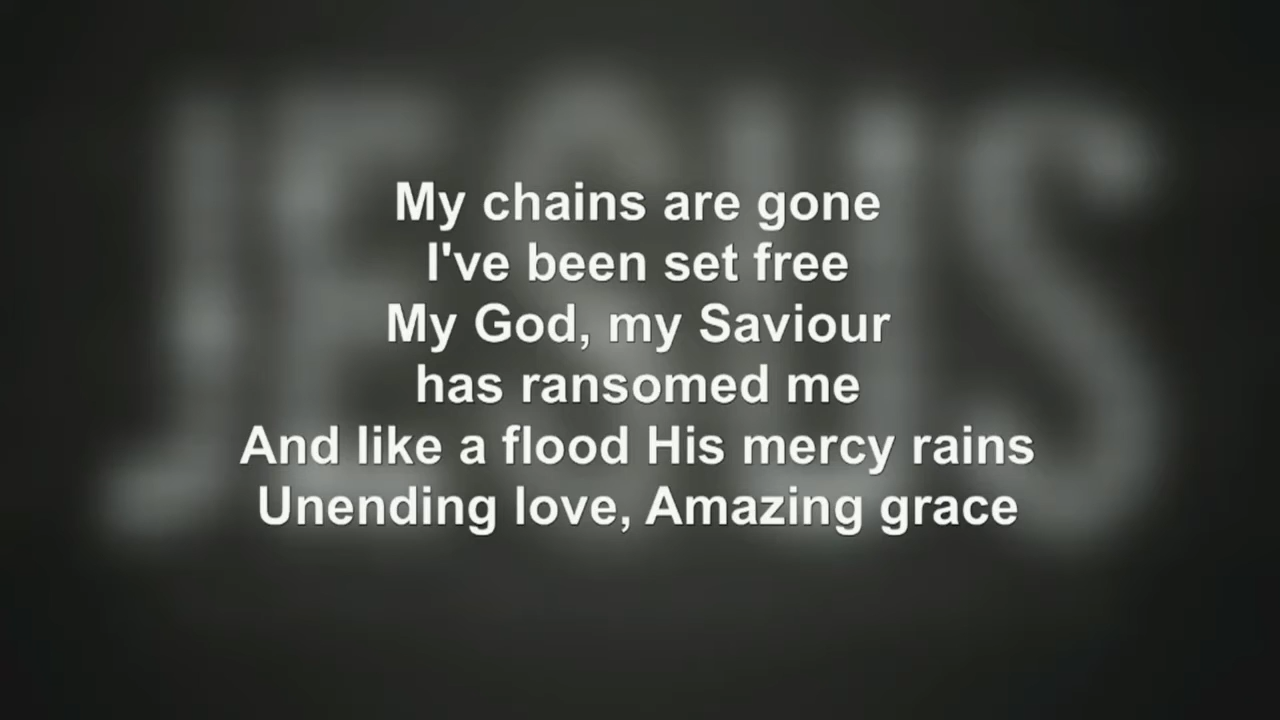 JESUS
My chains are gone
I've been set free
My God, my Saviour
has ransomed me
And like a flood His mercy rains
Unending love, Amazing grace